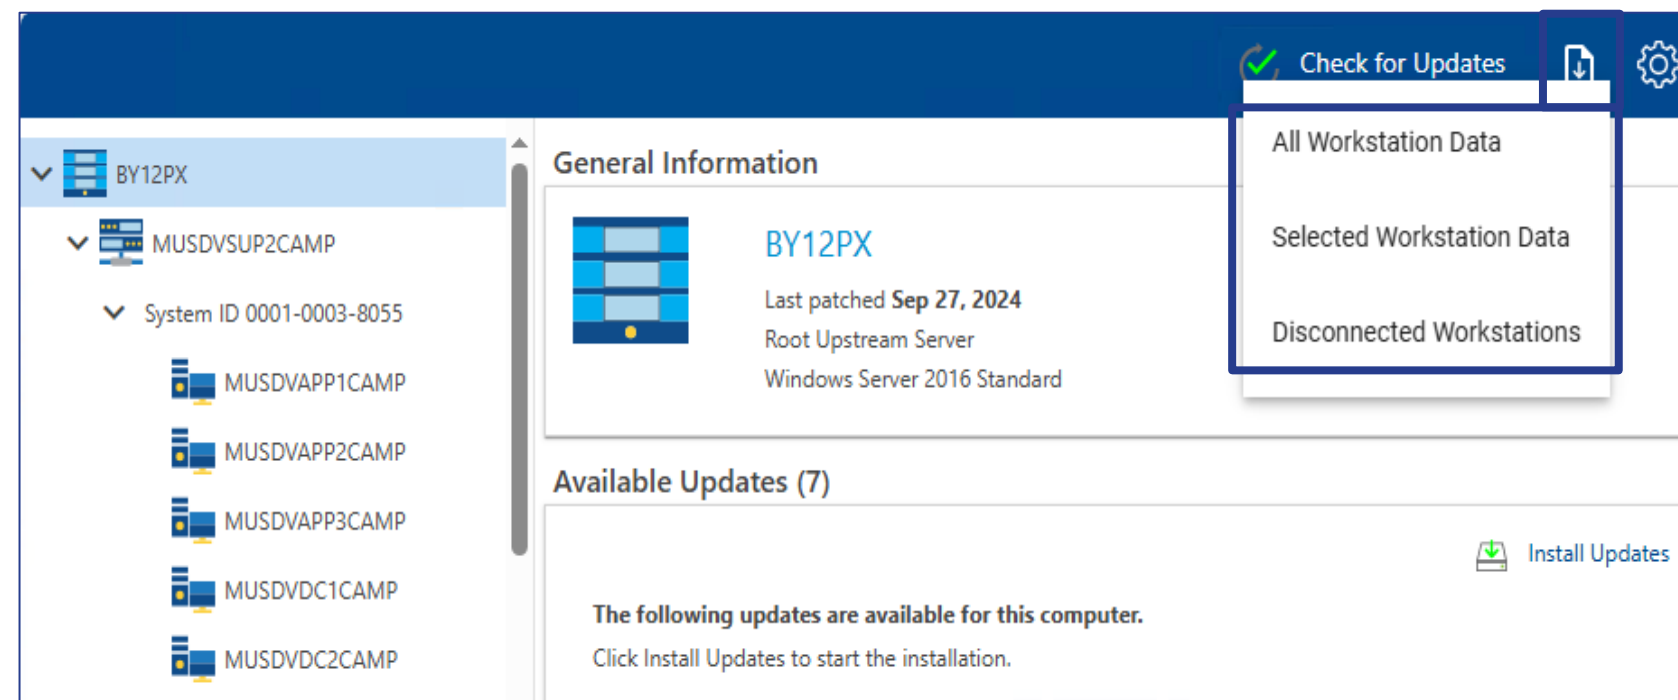 Check for Updates
All Workstation Data
Selected Workstation Data
Disconnected Workstations
BY12PX
MUSDVSUP2CAMP
System ID 0001-0003-8055
MUSDVAPP1CAMP
MUSDVAPP2CAMP
MUSDVAPP3CAMP
MUSDVDC1CAMP
MUSDVDC2CAMP
General Information
BY12PX
Last patched Sep 27, 2024
Root Upstream Server
Windows Server 2016 Standard
Available Updates (7)
Install Updates
The following updates are available for this computer.
Click Install Updates to start the installation.